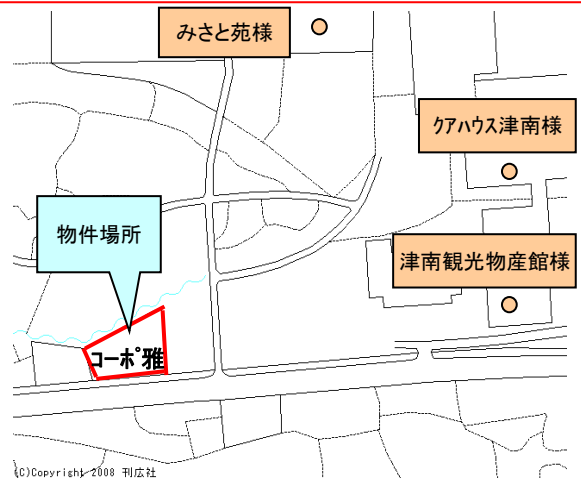 みさと苑様
クアハウス津南様
物件場所
津南観光物産館様
コーポ雅
(C)Copyright 2008 刊広社